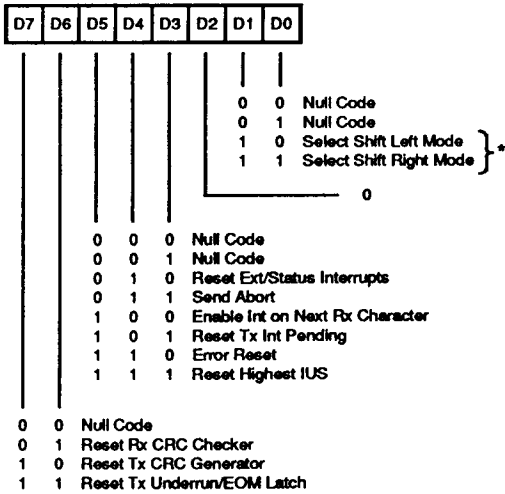 D7 D6 D5 D4 D3 D2 D1 D0
0 0 Null Code
0 1 Null Code
1 0 Select Shift Left Mode
1 1 Select Shift Right Mode
*
0
0 0 0 Null Code
0 0 1 Null Code
0 1 0 Reset Ext/Status Interrupts
0 1 1 Send Abort
1 0 0 Enable Int on Next Rx Character
1 0 1 Reset Tx Int Pending
1 1 0 Error Reset
1 1 1 Reset Highest IUS
0 0 Null Code
0 1 Reset Rx CRC Checker
1 0 Reset Tx CRC Generator
1 1 Reset Tx Underrun/EOM Latch